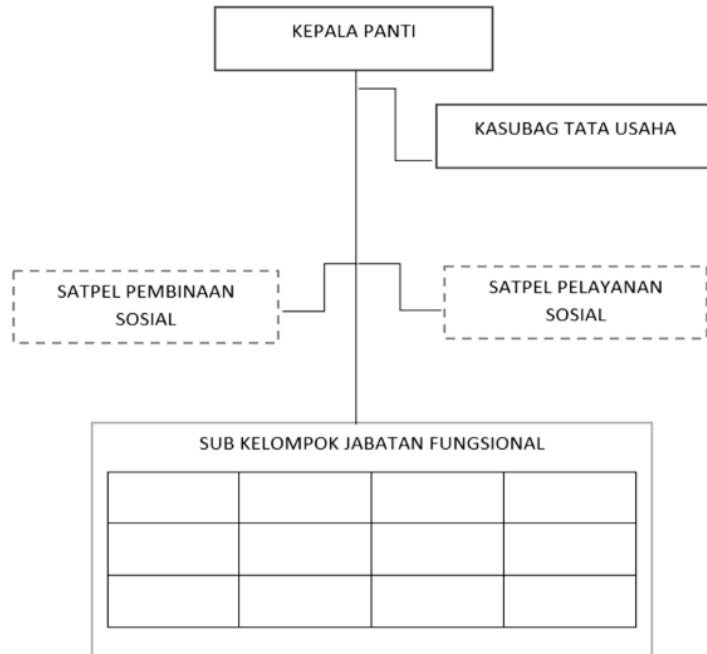 KEPALA PANTI
KASUBAG TATA USAHA
SATPEL PEMBINAAN
SOSIAL
SATPEL PELAYANAN
SOSIAL
SUB KELOMPOK JABATAN FUNGSIONAL